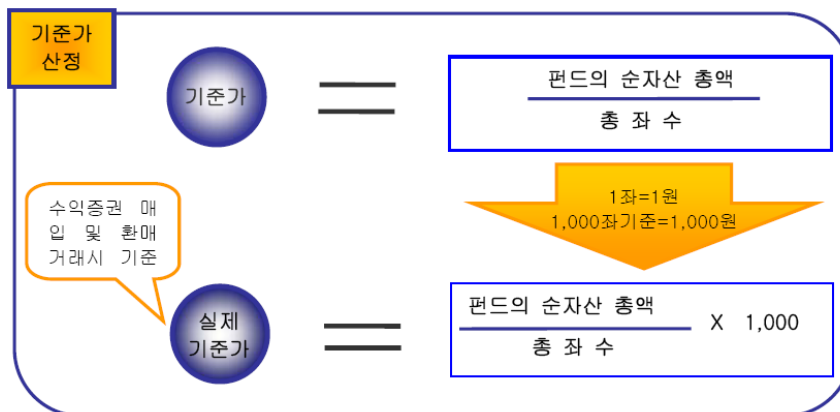 기준가
산정
기준가
펀드의 순자산 총액
총 좌 수
1좌=1원
1,000좌기준=1,000원
수익증권 매
입 및 환매
거래시 기준
실제
기준가
펀드의 순자산 총액
X 1,000
총 좌 수